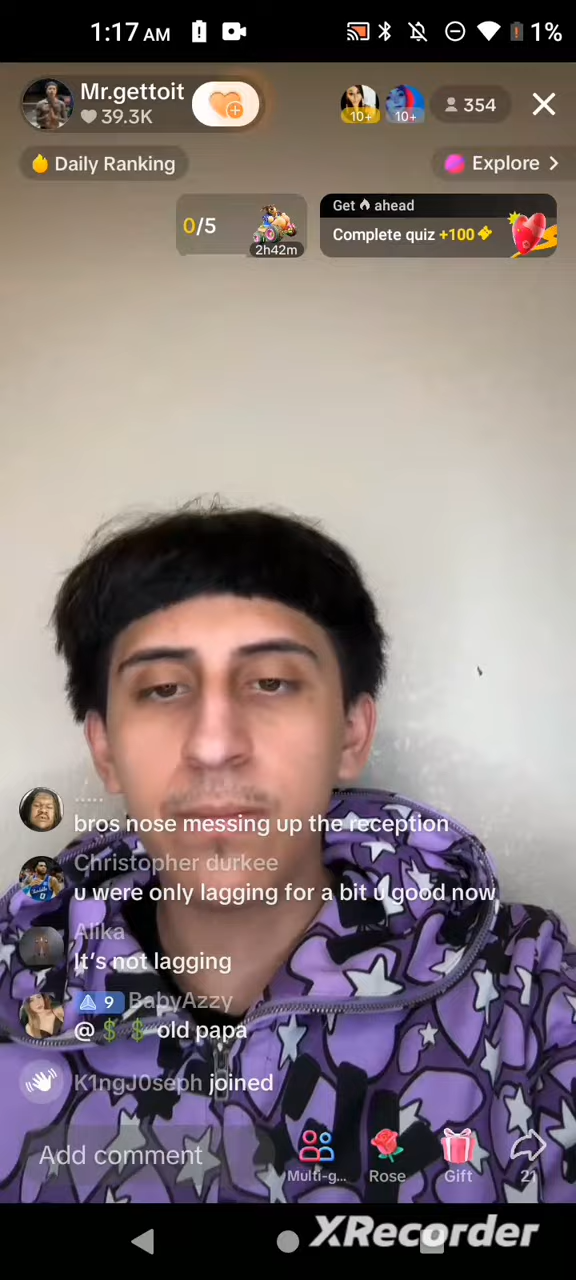 1:17 AM
1%
Mr.gettoit
39.3K
10+
10+
354
Daily Ranking
Explore >
0/5
2h42m
Get ahead
Complete quiz +100
.....
bros nose messing up the reception
Christopher durkee
u were only lagging for a bit u good now
Alika
It's not lagging
9 BabyAzzy
@ 💲 💲 old papa
K1ngJ0seph joined
Add comment
Multi-g...
Rose
Gift
21
XRecorder